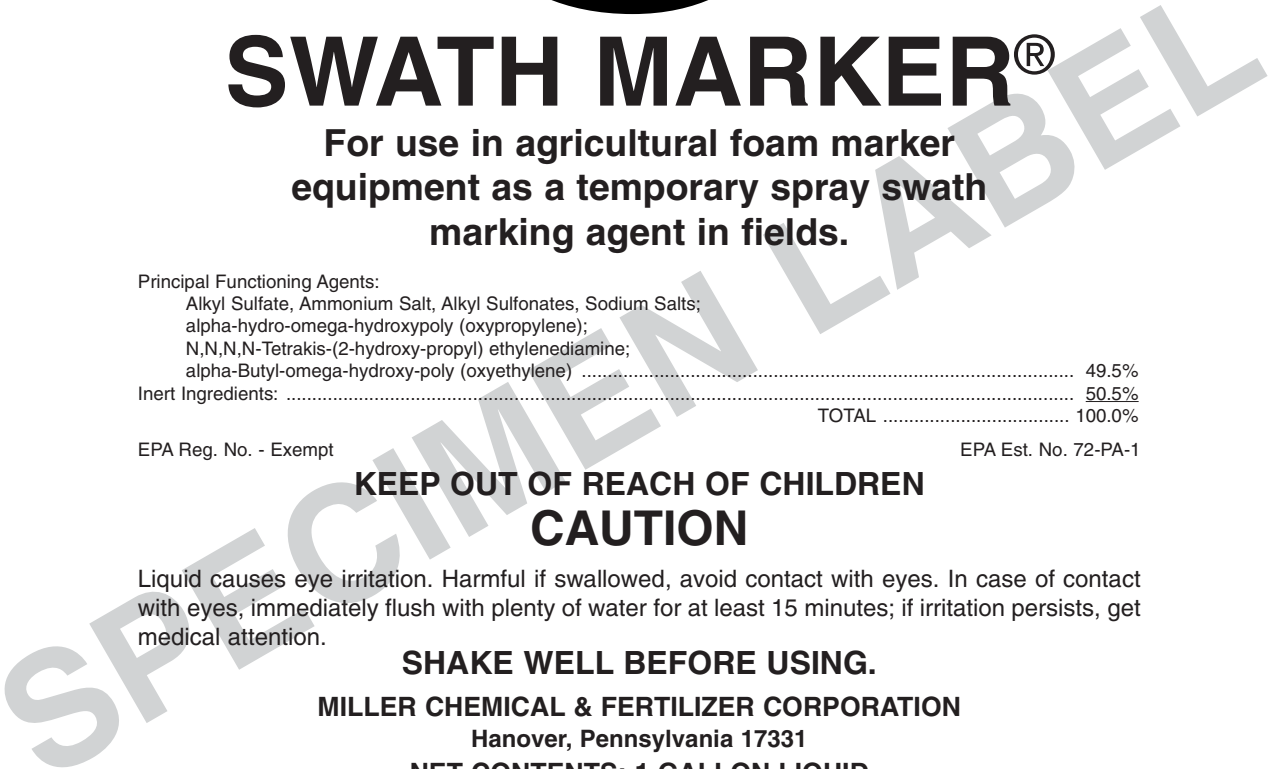 SWATH MARKER®
For use in agricultural foam marker
equipment as a temporary spray swath
marking agent in fields.
Principal Functioning Agents:
Alkyl Sulfate, Ammonium Salt, Alkyl Sulfonates, Sodium Salts;
alpha-hydro-omega-hydroxypoly (oxypropylene);
N,N,N,N-Tetrakis-(2-hydroxy-propyl) ethylenediamine;
alpha-Butyl-omega-hydroxy-poly (oxyethylene) ........................ 49.5%
Inert Ingredients: ........................ 50.5%
TOTAL ........................ 100.0%
EPA Reg. No. - Exempt EPA Est. No. 72-PA-1
KEEP OUT OF REACH OF CHILDREN
CAUTION
Liquid causes eye irritation. Harmful if swallowed, avoid contact with eyes. In case of contact
with eyes, immediately flush with plenty of water for at least 15 minutes; if irritation persists, get
medical attention.
SHAKE WELL BEFORE USING.
MILLER CHEMICAL & FERTILIZER CORPORATION
Hanover, Pennsylvania 17331
NET CONTENTS: 1 GALLON LIQUID
SPECIMEN LABEL